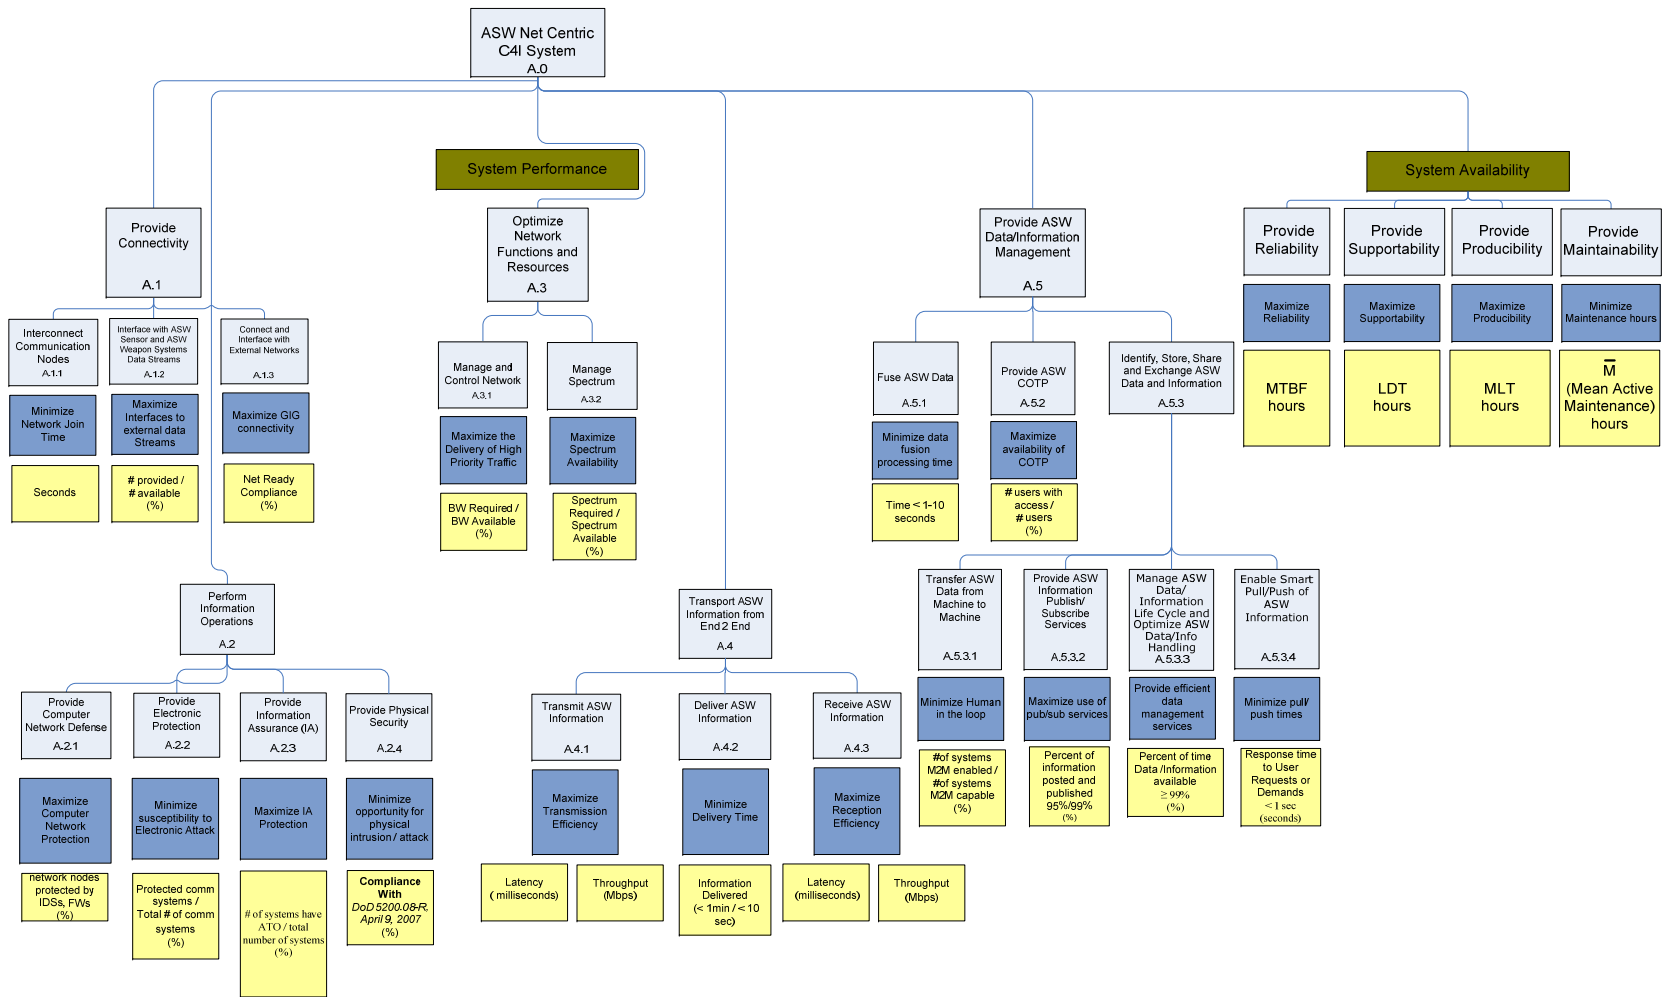 ASW Net Centric
C4I System
A.0
System Performance
System Availability
Provide
Connectivity
A.1
Optimize
Network
Functions and
Resources
A.3
Provide ASW
Data/Information
Management
A.5
Provide
Reliability
Provide
Supportability
Provide
Producibility
Provide
Maintainability
Maximize
Reliability
Maximize
Supportability
Maximize
Producibility
Minimize
Maintenance hours
MTBF
hours
LDT
hours
MLT
hours
M̅
(Mean Active
Maintenance)
hours
Interconnect
Communication
Nodes
A.1.1
Interface with ASW
Sensor and ASW
Weapon Systems
Data Streams
A.1.2
Connect and
Interface with
External Networks
A.1.3
Minimize
Network Join
Time
Maximize
Interfaces to
external data
Streams
Maximize GIG
connectivity
Seconds
# provided /
# available
(%)
Net Ready
Compliance
(%)
Manage and
Control Network
A.3.1
Manage
Spectrum
A.3.2
Maximize the
Delivery of High
Priority Traffic
Maximize
Spectrum
Availability
BW Required /
BW Available
(%)
Spectrum
Required /
Spectrum
Available
(%)
Fuse ASW Data
A.5.1
Provide ASW
COTP
A.5.2
Identify, Store, Share
and Exchange ASW
Data and Information
A.5.3
Minimize data
fusion
processing time
Maximize
availability of
COTP
Time < 1-10
seconds
# users with
access /
# users
(%)
Perform
Information
Operations
A.2
Transport ASW
Information from
End 2 End
A.4
Transfer ASW
Data from
Machine to
Machine
A.5.3.1
Provide ASW
Information
Publish/
Subscribe
Services
A.5.3.2
Manage ASW
Data/
Information
Life Cycle and
Optimize ASW
Data/Info
Handling
A.5.3.3
Enable Smart
Pull/Push of
ASW
Information
A.5.3.4
Minimize Human
in the loop
Maximize use of
pub/sub services
Provide efficient
data
management
services
Minimize pull/
push times
#of systems
M2M enabled /
#of systems
M2M capable
(%)
Percent of
information
posted and
published
95%/99%
(%)
Percent of time
Data /Information
available
≥ 99%
(%)
Response time
to User
Requests or
Demands
< 1 sec
(seconds)
Provide
Computer
Network Defense
A.2.1
Provide
Electronic
Protection
A.2.2
Provide
Information
Assurance (IA)
A.2.3
Provide Physical
Security
A.2.4
Maximize
Computer
Network
Protection
Minimize
susceptibility to
Electronic Attack
Maximize IA
Protection
Minimize
opportunity for
physical
intrusion / attack
network nodes
protected by
IDSs, FWs
(%)
Protected comm
systems /
Total # of comm
systems
(%)
# of systems have
ATO / total
number of systems
(%)
Compliance
With
DoD 5200.08-R,
April 9, 2007
(%)
Transmit ASW
Information
A.4.1
Deliver ASW
Information
A.4.2
Receive ASW
Information
A.4.3
Maximize
Transmission
Efficiency
Minimize
Delivery Time
Maximize
Reception
Efficiency
Latency
( milliseconds)
Throughput
(Mbps)
Information
Delivered
(< 1min / < 10
sec)
Latency
(milliseconds)
Throughput
(Mbps)